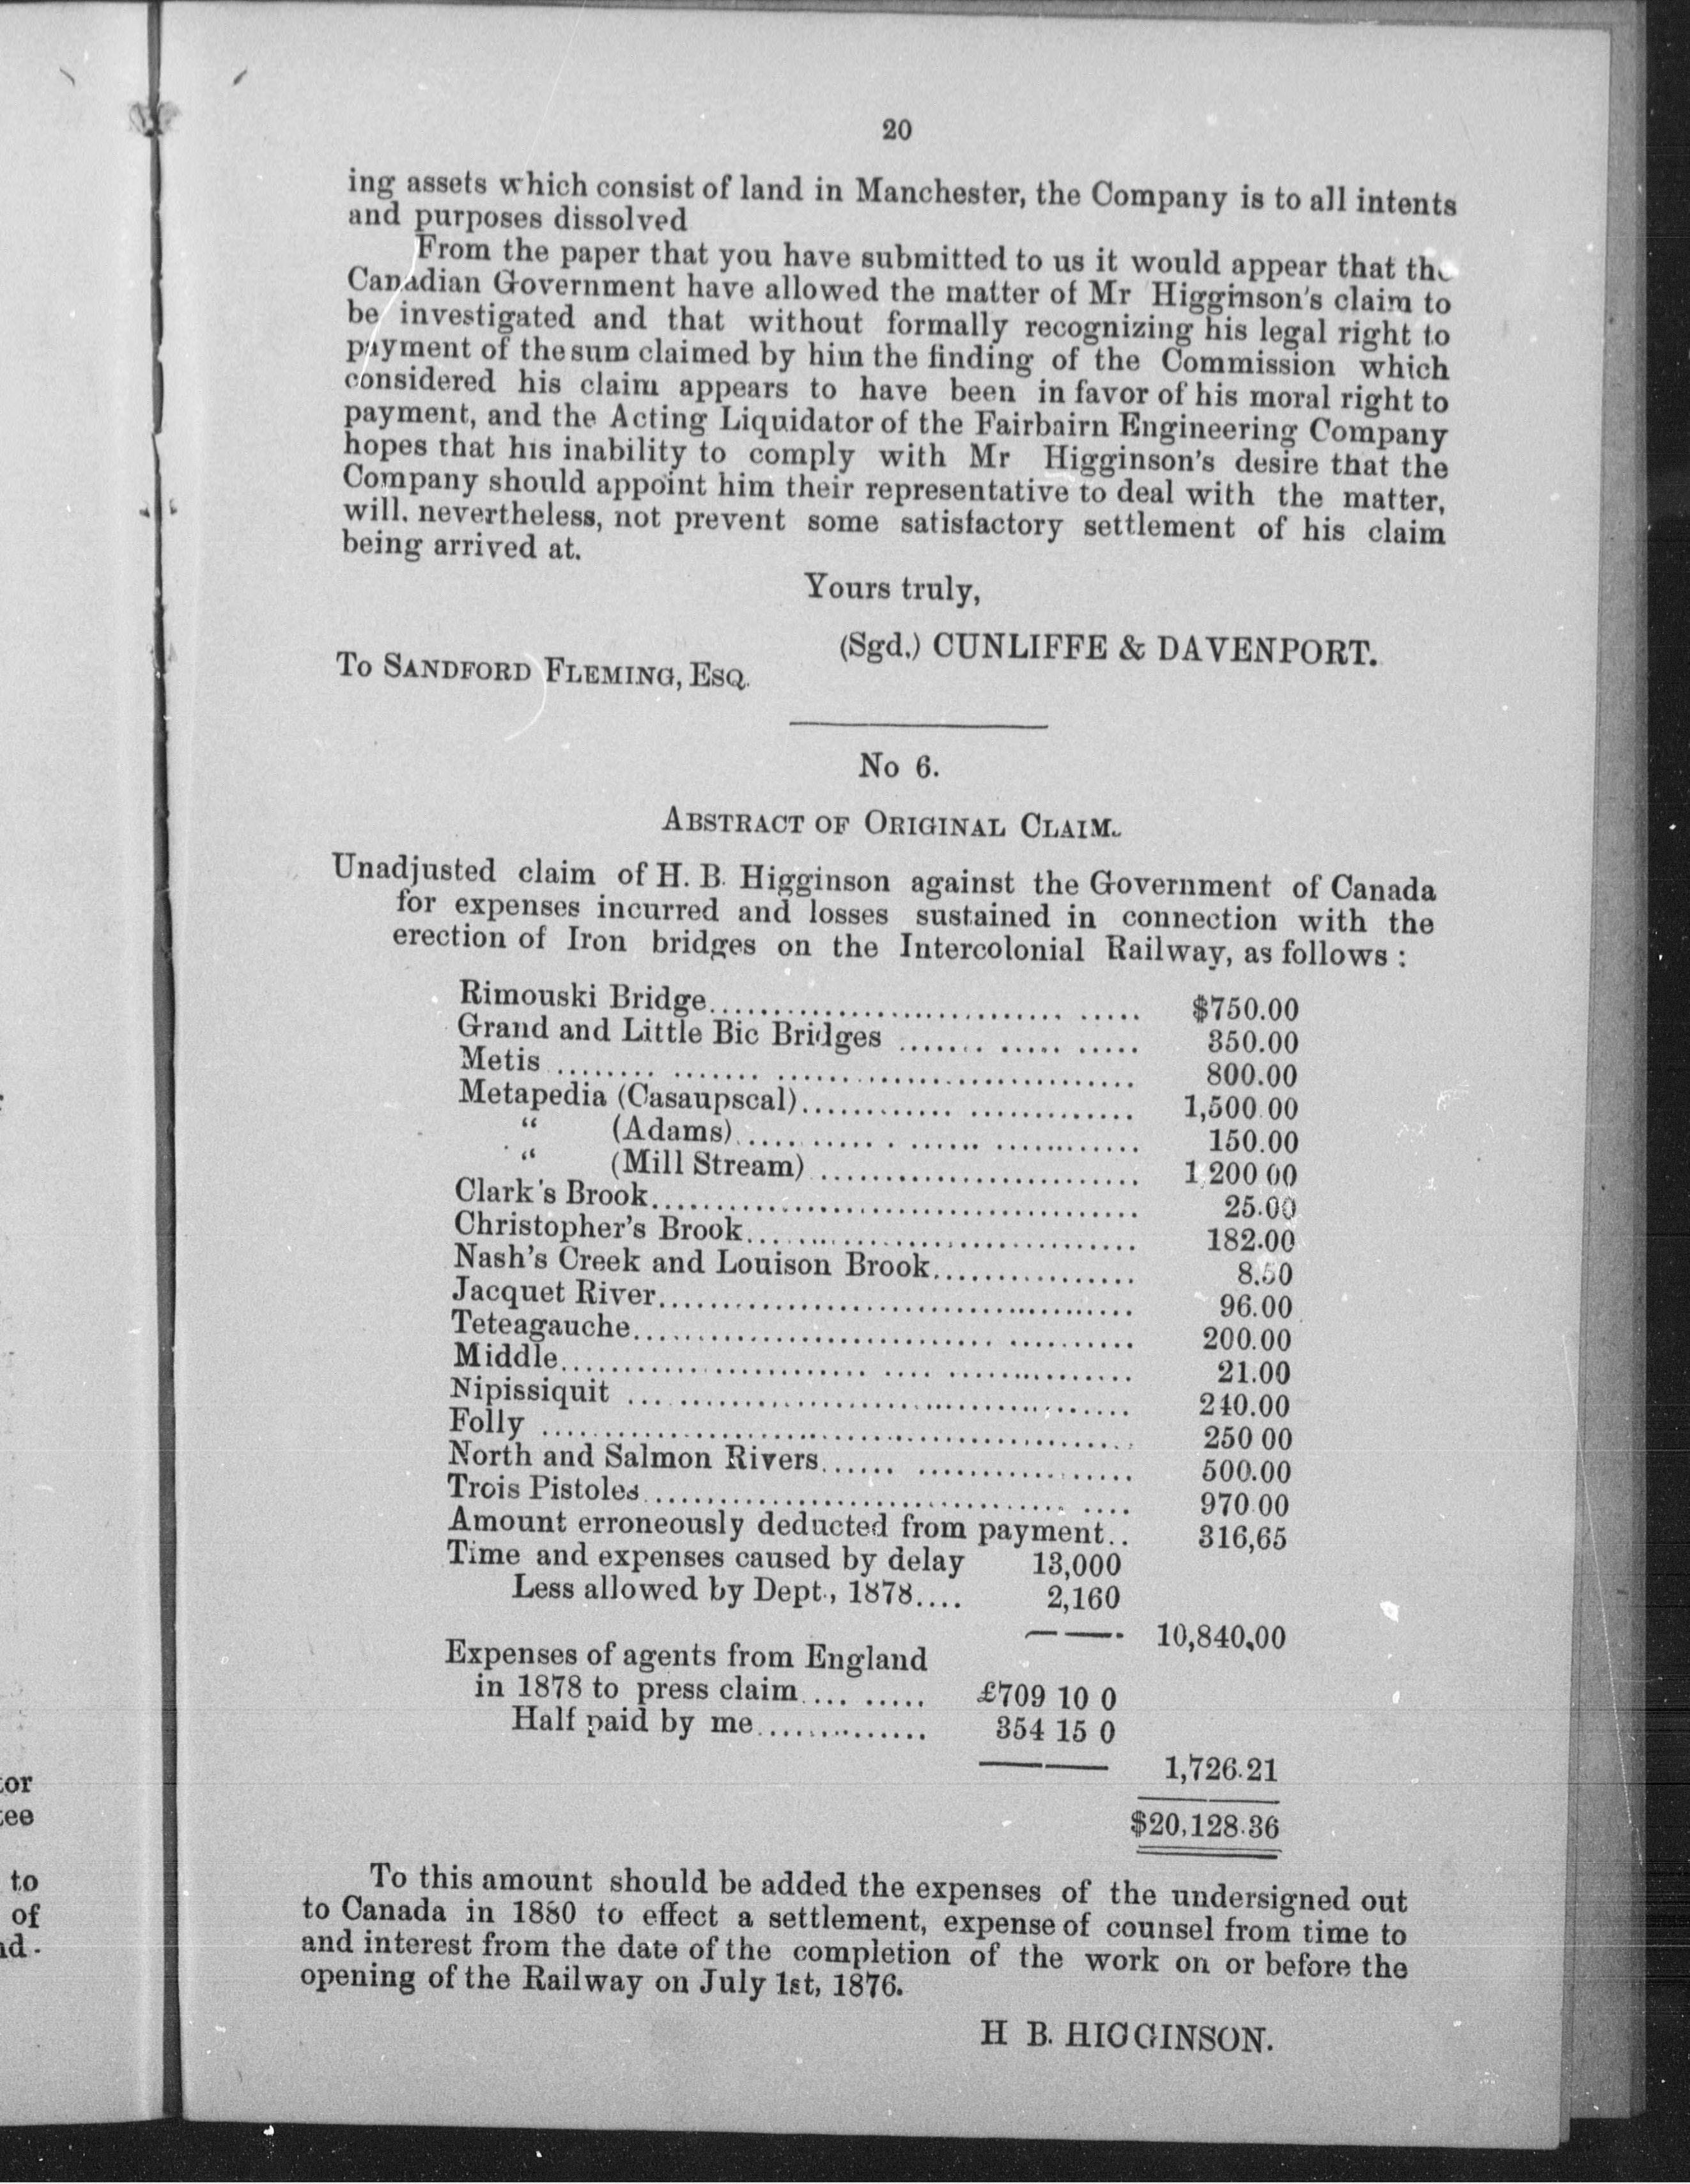 20
ing assets which consist of land in Manchester, the Company is to all intents
and purposes dissolved
From the paper that you have submitted to us it would appear that the
Canadian Government have allowed the matter of Mr Higginson's claim to
be investigated and that without formally recognizing his legal right to
payment of the sum claimed by him the finding of the Commission which
considered his claim appears to have been in favor of his moral right to
payment, and the Acting Liquidator of the Fairbairn Engineering Company
hopes that his inability to comply with Mr Higginson's desire that the
Company should appoint him their representative to deal with the matter,
will, nevertheless, not prevent some satisfactory settlement of his claim
being arrived at.
Yours truly,
(Sgd.) CUNLIFFE & DAVENPORT.
To SANDFORD FLEMING, ESQ.
No 6.
ABSTRACT OF ORIGINAL CLAIM.
Unadjusted claim of H. B. Higginson against the Government of Canada
for expenses incurred and losses sustained in connection with the
erection of Iron bridges on the Intercolonial Railway, as follows :
Rimouski Bridge................................... $750.00
Grand and Little Bic Bridges ....... ..... ..... 350.00
Metis ........ ....... ............................ 800.00
Metapedia (Casaupscal)............ ............. 1,500.00
" (Adams)........... . ...... ........... 150.00
" (Mill Stream) ......................... 1,200 00
Clark's Brook...................................... 25.00
Christopher's Brook............................... 182.00
Nash's Creek and Louison Brook................ 8.50
Jacquet River..................................... 96.00
Teteagauche............................ .......... 200.00
Middle.......................... .... .............. 21.00
Nipissiquit ... ................................... 240.00
Folly .............................................. 250 00
North and Salmon Rivers...... ................. 500.00
Trois Pistoles ................................ .... 970.00
Amount erroneously deducted from payment.. 316,65
Time and expenses caused by delay 13,000
Less allowed by Dept., 1878.... 2,160
10,840,00
Expenses of agents from England
in 1878 to press claim.... ..... £709 10 0
Half paid by me.............. 354 15 0
1,726.21
$20,128.36
To this amount should be added the expenses of the undersigned out
to Canada in 1880 to effect a settlement, expense of counsel from time to
and interest from the date of the completion of the work on or before the
opening of the Railway on July 1st, 1876.
H B. HIGGINSON.
tor
tee
to
of